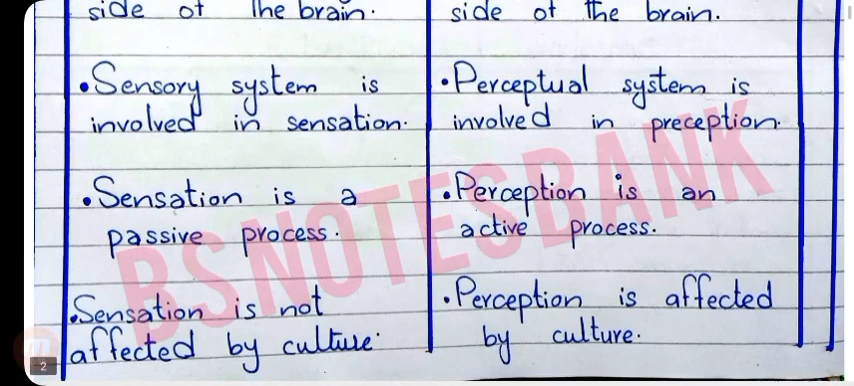 side of the brain.
• Sensory system is
involved in sensation.
• Sensation is a
passive process.
• Sensation is not
affected by culture.
side of the brain.
• Perceptual system is
involved in preception.
• Perception is an
active process.
• Perception is affected
by culture.
BSNOTESBANK
2